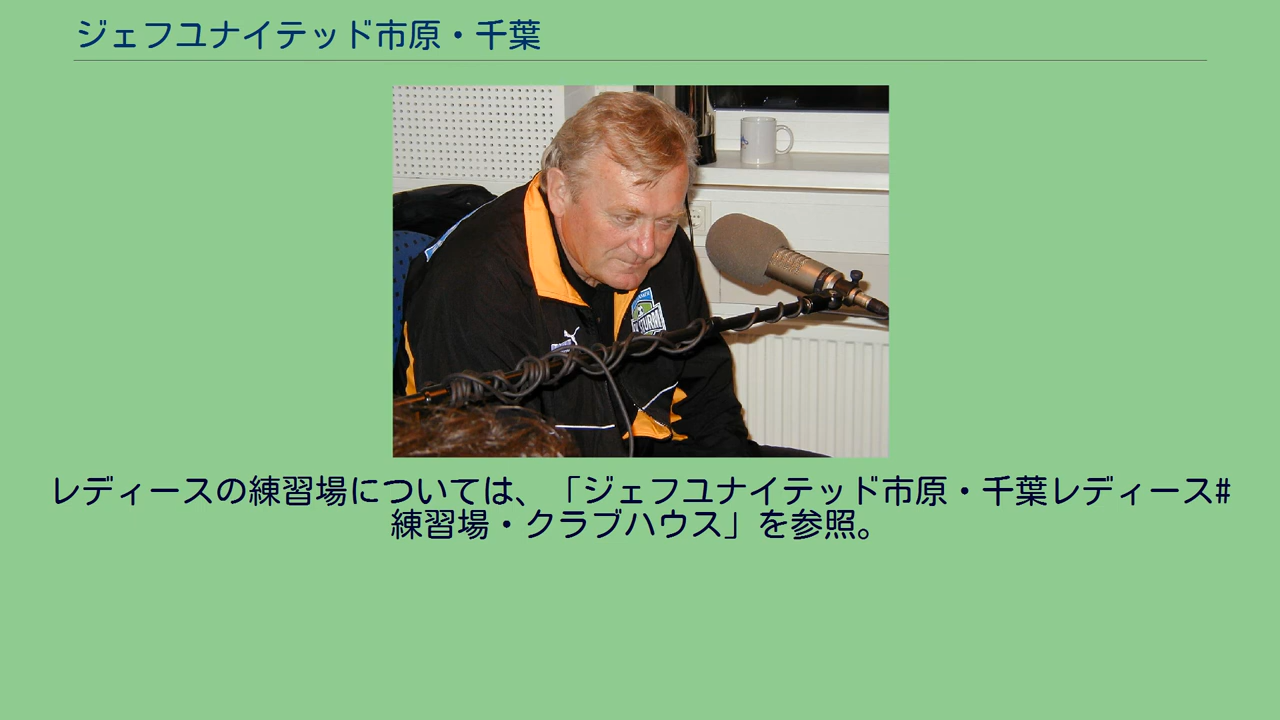 ジェフユナイテッド市原・千葉
STURM
レディースの練習場については、「ジェフユナイテッド市原・千葉レディース#
練習場・クラブハウス」を参照。